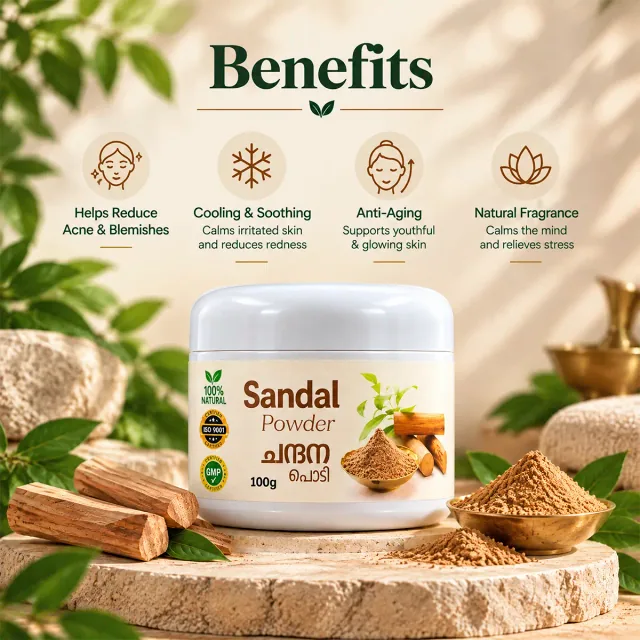 Benefits
Helps Reduce
Acne & Blemishes
Cooling & Soothing
Calms irritated skin
and reduces redness
Anti-Aging
Supports youthful
& glowing skin
Natural Fragrance
Calms the mind
and relieves stress
100%
NATURAL
ISO 9001
GMP
Sandal
Powder
ചന്ദന
പൊടി
100g